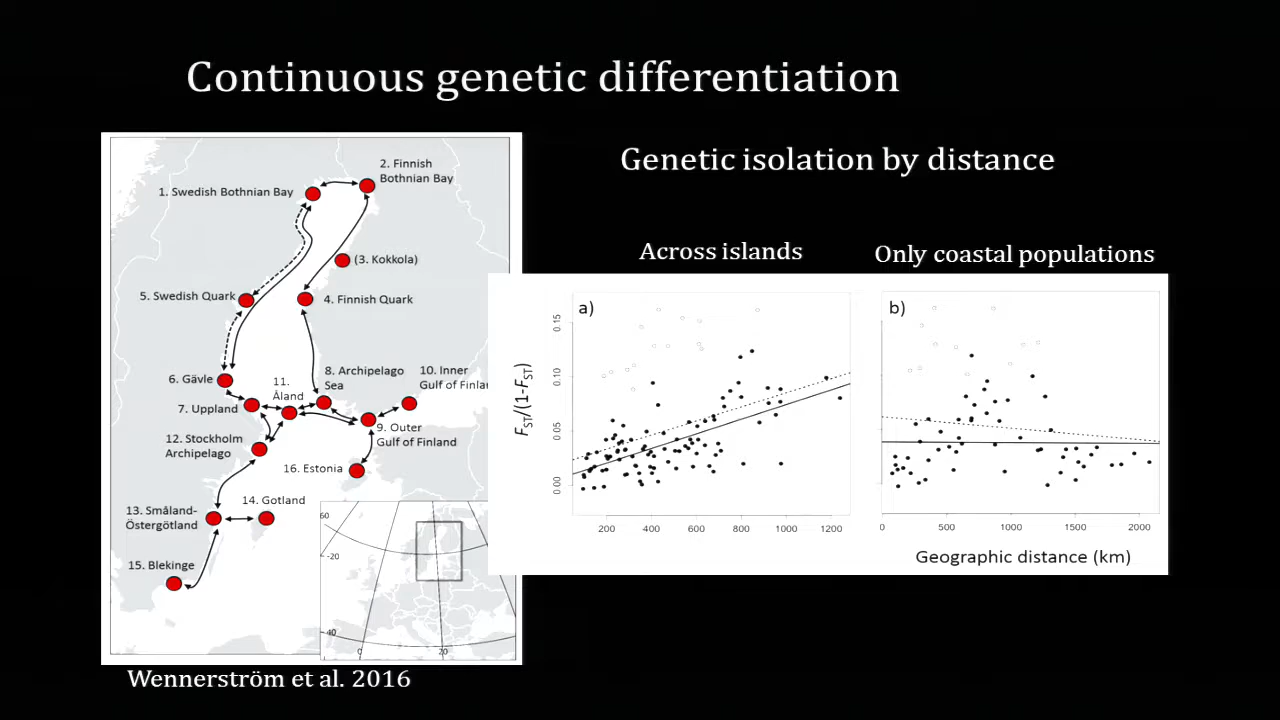 Continuous genetic differentiation
Genetic isolation by distance
2. Finnish
Bothnian Bay
1. Swedish Bothnian Bay
(3. Kokkola)
5. Swedish Quark
4. Finnish Quark
6. Gävle
11.
Åland
8. Archipelago
Sea
10. Inner
Gulf of Finlan
7. Uppland
9. Outer
Gulf of Finland
12. Stockholm
Archipelago
16. Estonia
14. Gotland
13. Småland-
Östergötland
15. Blekinge
60
-20
-40
0
20
Across islands
Only coastal populations
a)
b)
FST/(1-FST)
0.15
0.10
0.05
0.00
200 400 600 800 1000 1200
0 500 1000 1500 2000
Geographic distance (km)
Wennerström et al. 2016